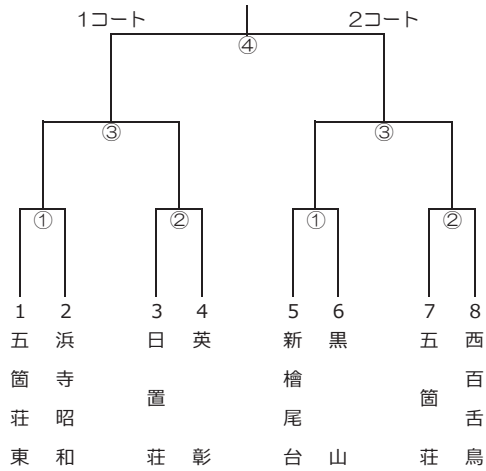 1コート 2コート
④
③ ③
① ② ① ②
1 2 3 4 5 6 7 8
五箇荘東
浜寺昭和
日置荘
英彰
新檜尾台
黒山
五箇荘
西百舌鳥